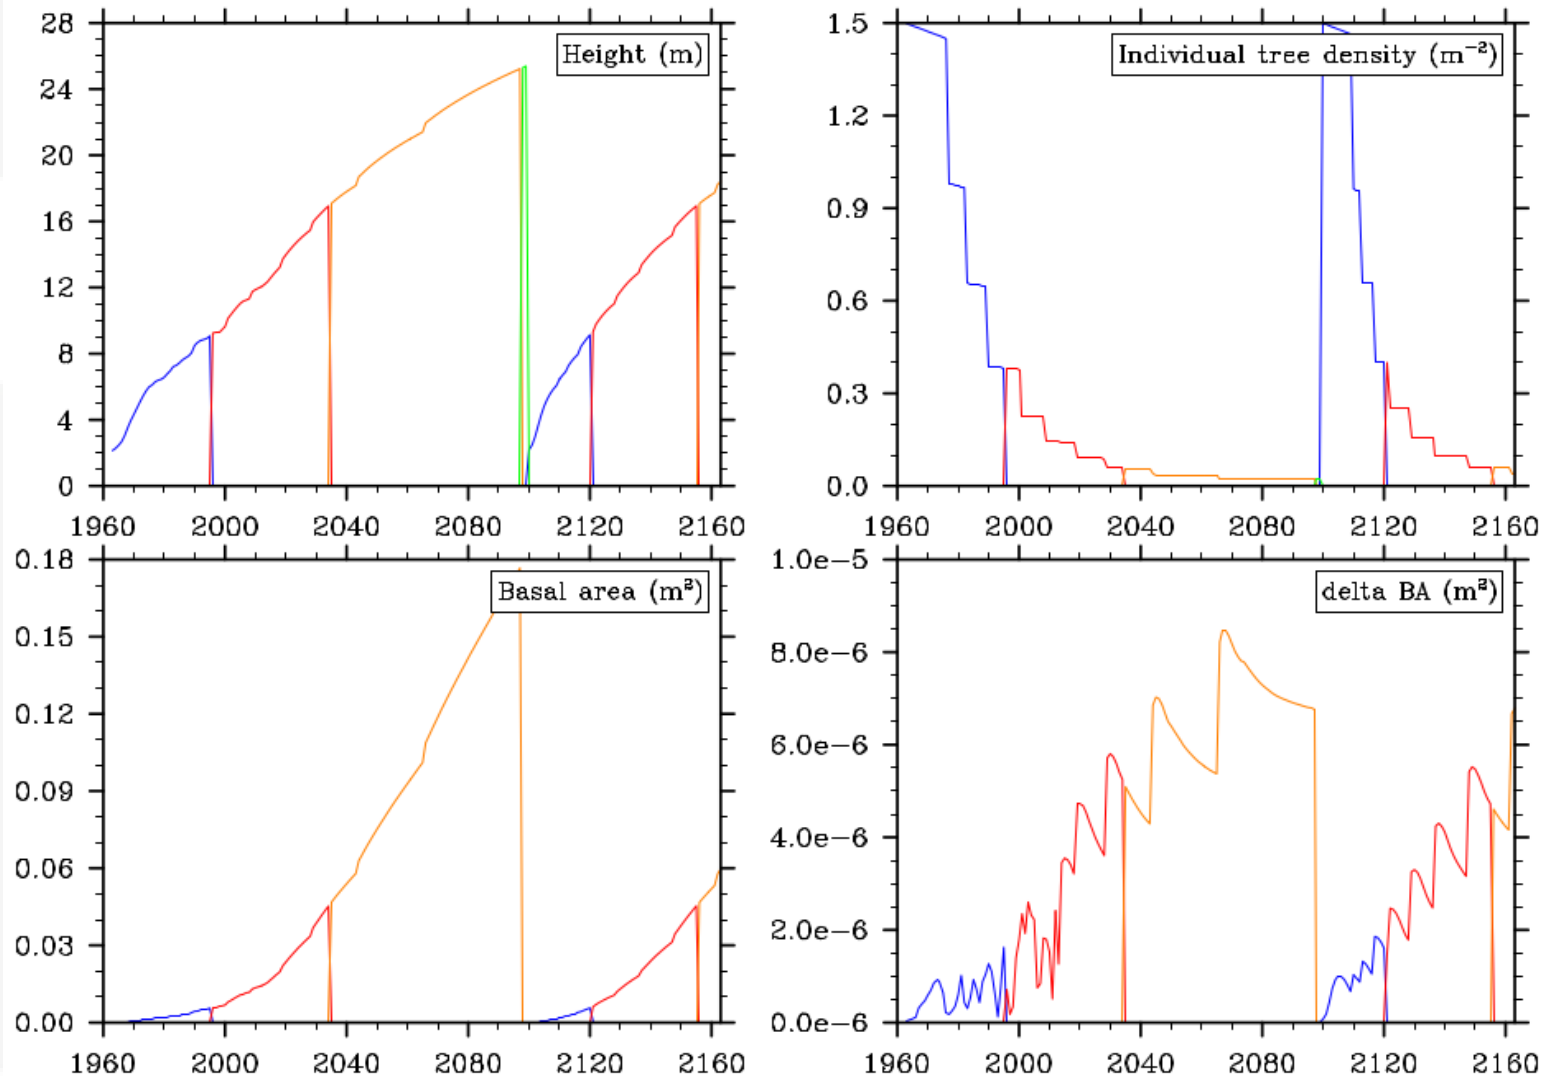 28
24
20
16
12
8
4
0
Height (m)
1960 2000 2040 2080 2120 2160
1.5
1.2
0.9
0.6
0.3
0.0
Individual tree density (m⁻²)
1960 2000 2040 2080 2120 2160
0.18
0.15
0.12
0.09
0.06
0.03
0.00
Basal area (m²)
1960 2000 2040 2080 2120 2160
1.0e−5
8.0e−6
6.0e−6
4.0e−6
2.0e−6
0.0e−6
delta BA (m²)
1960 2000 2040 2080 2120 2160